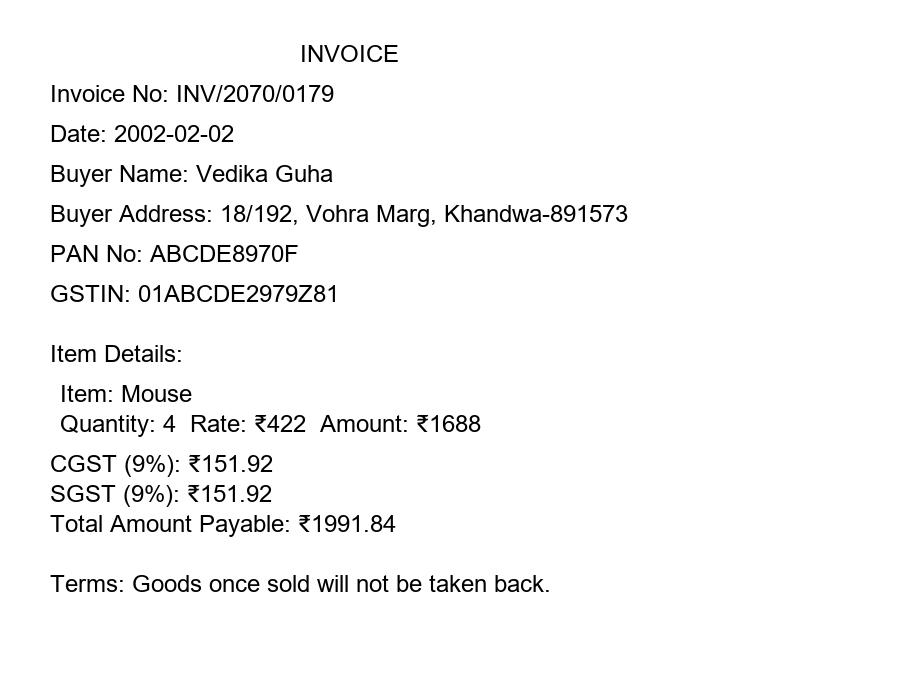 INVOICE
Invoice No: INV/2070/0179
Date: 2002-02-02
Buyer Name: Vedika Guha
Buyer Address: 18/192, Vohra Marg, Khandwa-891573
PAN No: ABCDE8970F
GSTIN: 01ABCDE2979Z81
Item Details:
Item: Mouse
Quantity: 4  Rate: ₹422  Amount: ₹1688
CGST (9%): ₹151.92
SGST (9%): ₹151.92
Total Amount Payable: ₹1991.84
Terms: Goods once sold will not be taken back.